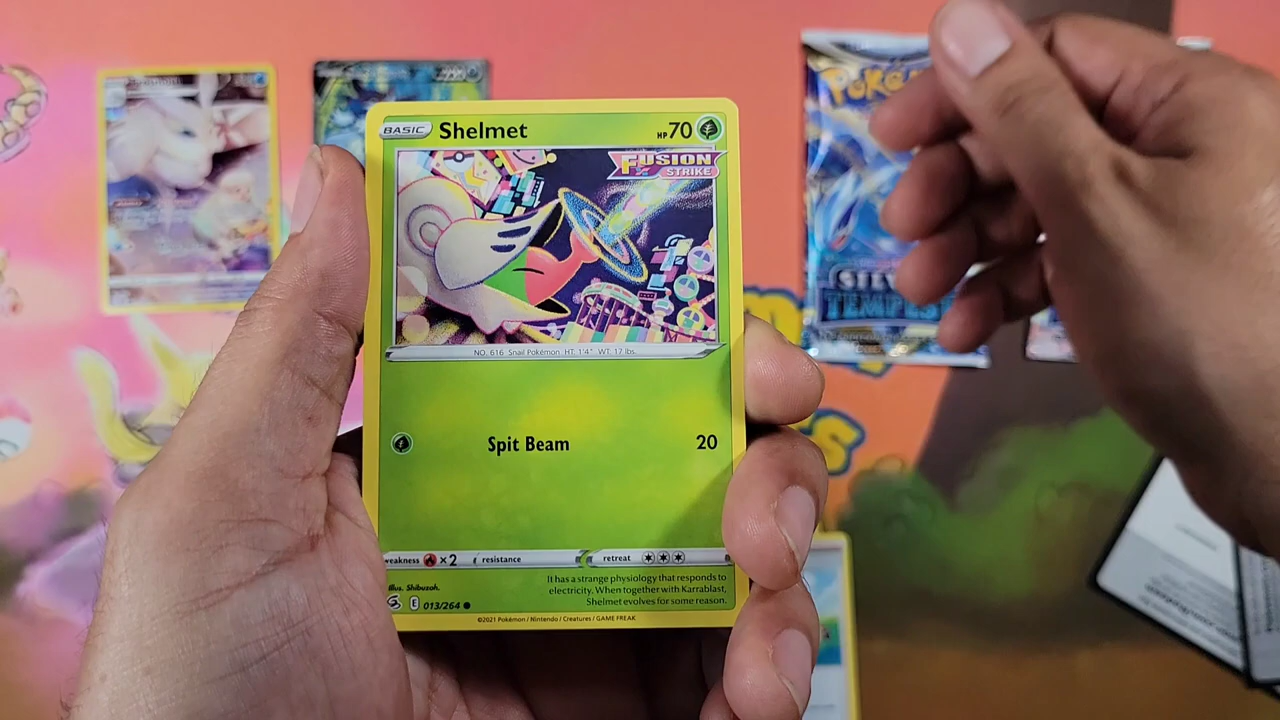 BASIC Shelmet HP 70
FUSION
STRIKE
NO. 616 Snail Pokémon HT. 1'4" WT. 17 lbs.
Spit Beam 20
weakness ×2 resistance retreat
It has a strange physiology that responds to
electricity. When together with Karrablast,
Shelmet evolves for some reason.
Illus. Shibuzoh.
E 013/264
©2021 Pokémon / Nintendo / Creatures / GAME FREAK
TEMPES